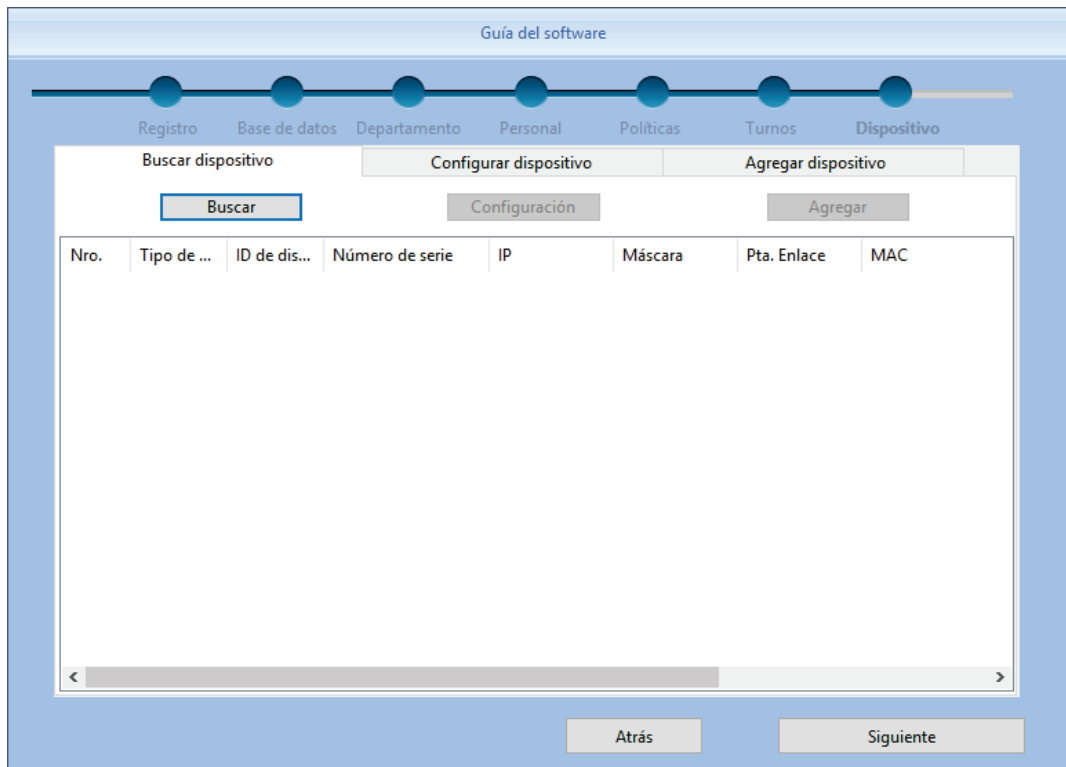 Guía del software
Registro Base de datos Departamento Personal Políticas Turnos Dispositivo
Buscar dispositivo Configurar dispositivo Agregar dispositivo
Buscar Configuración Agregar
Nro. Tipo de ... ID de dis... Número de serie IP Máscara Pta. Enlace MAC
Atrás Siguiente